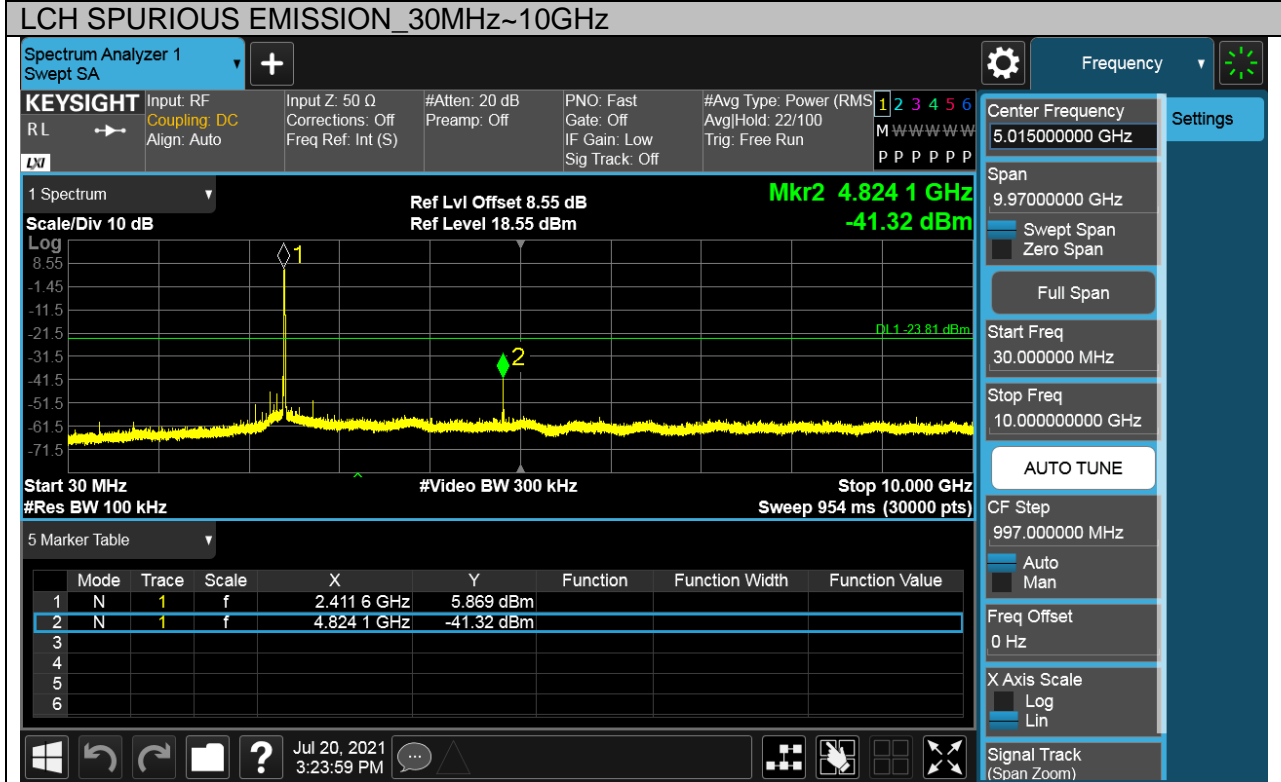 LCH SPURIOUS EMISSION_30MHz~10GHz
Spectrum Analyzer 1
Swept SA
+
Frequency
KEYSIGHT Input: RF Input Z: 50 Ω #Atten: 20 dB PNO: Fast #Avg Type: Power (RMS 1 2 3 4 5 6
RL Coupling: DC Corrections: Off Preamp: Off Gate: Off Avg|Hold: 22/100 M W W W W W
Align: Auto Freq Ref: Int (S) IF Gain: Low Trig: Free Run
LXI Sig Track: Off P P P P P P
1 Spectrum
Ref Lvl Offset 8.55 dB
Mkr2 4.824 1 GHz
Scale/Div 10 dB Ref Level 18.55 dBm -41.32 dBm
Log
1
8.55
-1.45
-11.5
-21.5
DL1 -23.81 dBm
-31.5
2
-41.5
-51.5
-61.5
-71.5
Start 30 MHz #Video BW 300 kHz Stop 10.000 GHz
#Res BW 100 kHz Sweep 954 ms (30000 pts)
5 Marker Table
Mode Trace Scale X Y Function Function Width Function Value
1 N 1 f 2.411 6 GHz 5.869 dBm
2 N 1 f 4.824 1 GHz -41.32 dBm
3
4
5
6
Center Frequency
5.015000000 GHz
Settings
Span
9.97000000 GHz
Swept Span
Zero Span
Full Span
Start Freq
30.000000 MHz
Stop Freq
10.000000000 GHz
AUTO TUNE
CF Step
997.000000 MHz
Auto
Man
Freq Offset
0 Hz
X Axis Scale
Log
Lin
Signal Track
(Span Zoom)
?
Jul 20, 2021
3:23:59 PM